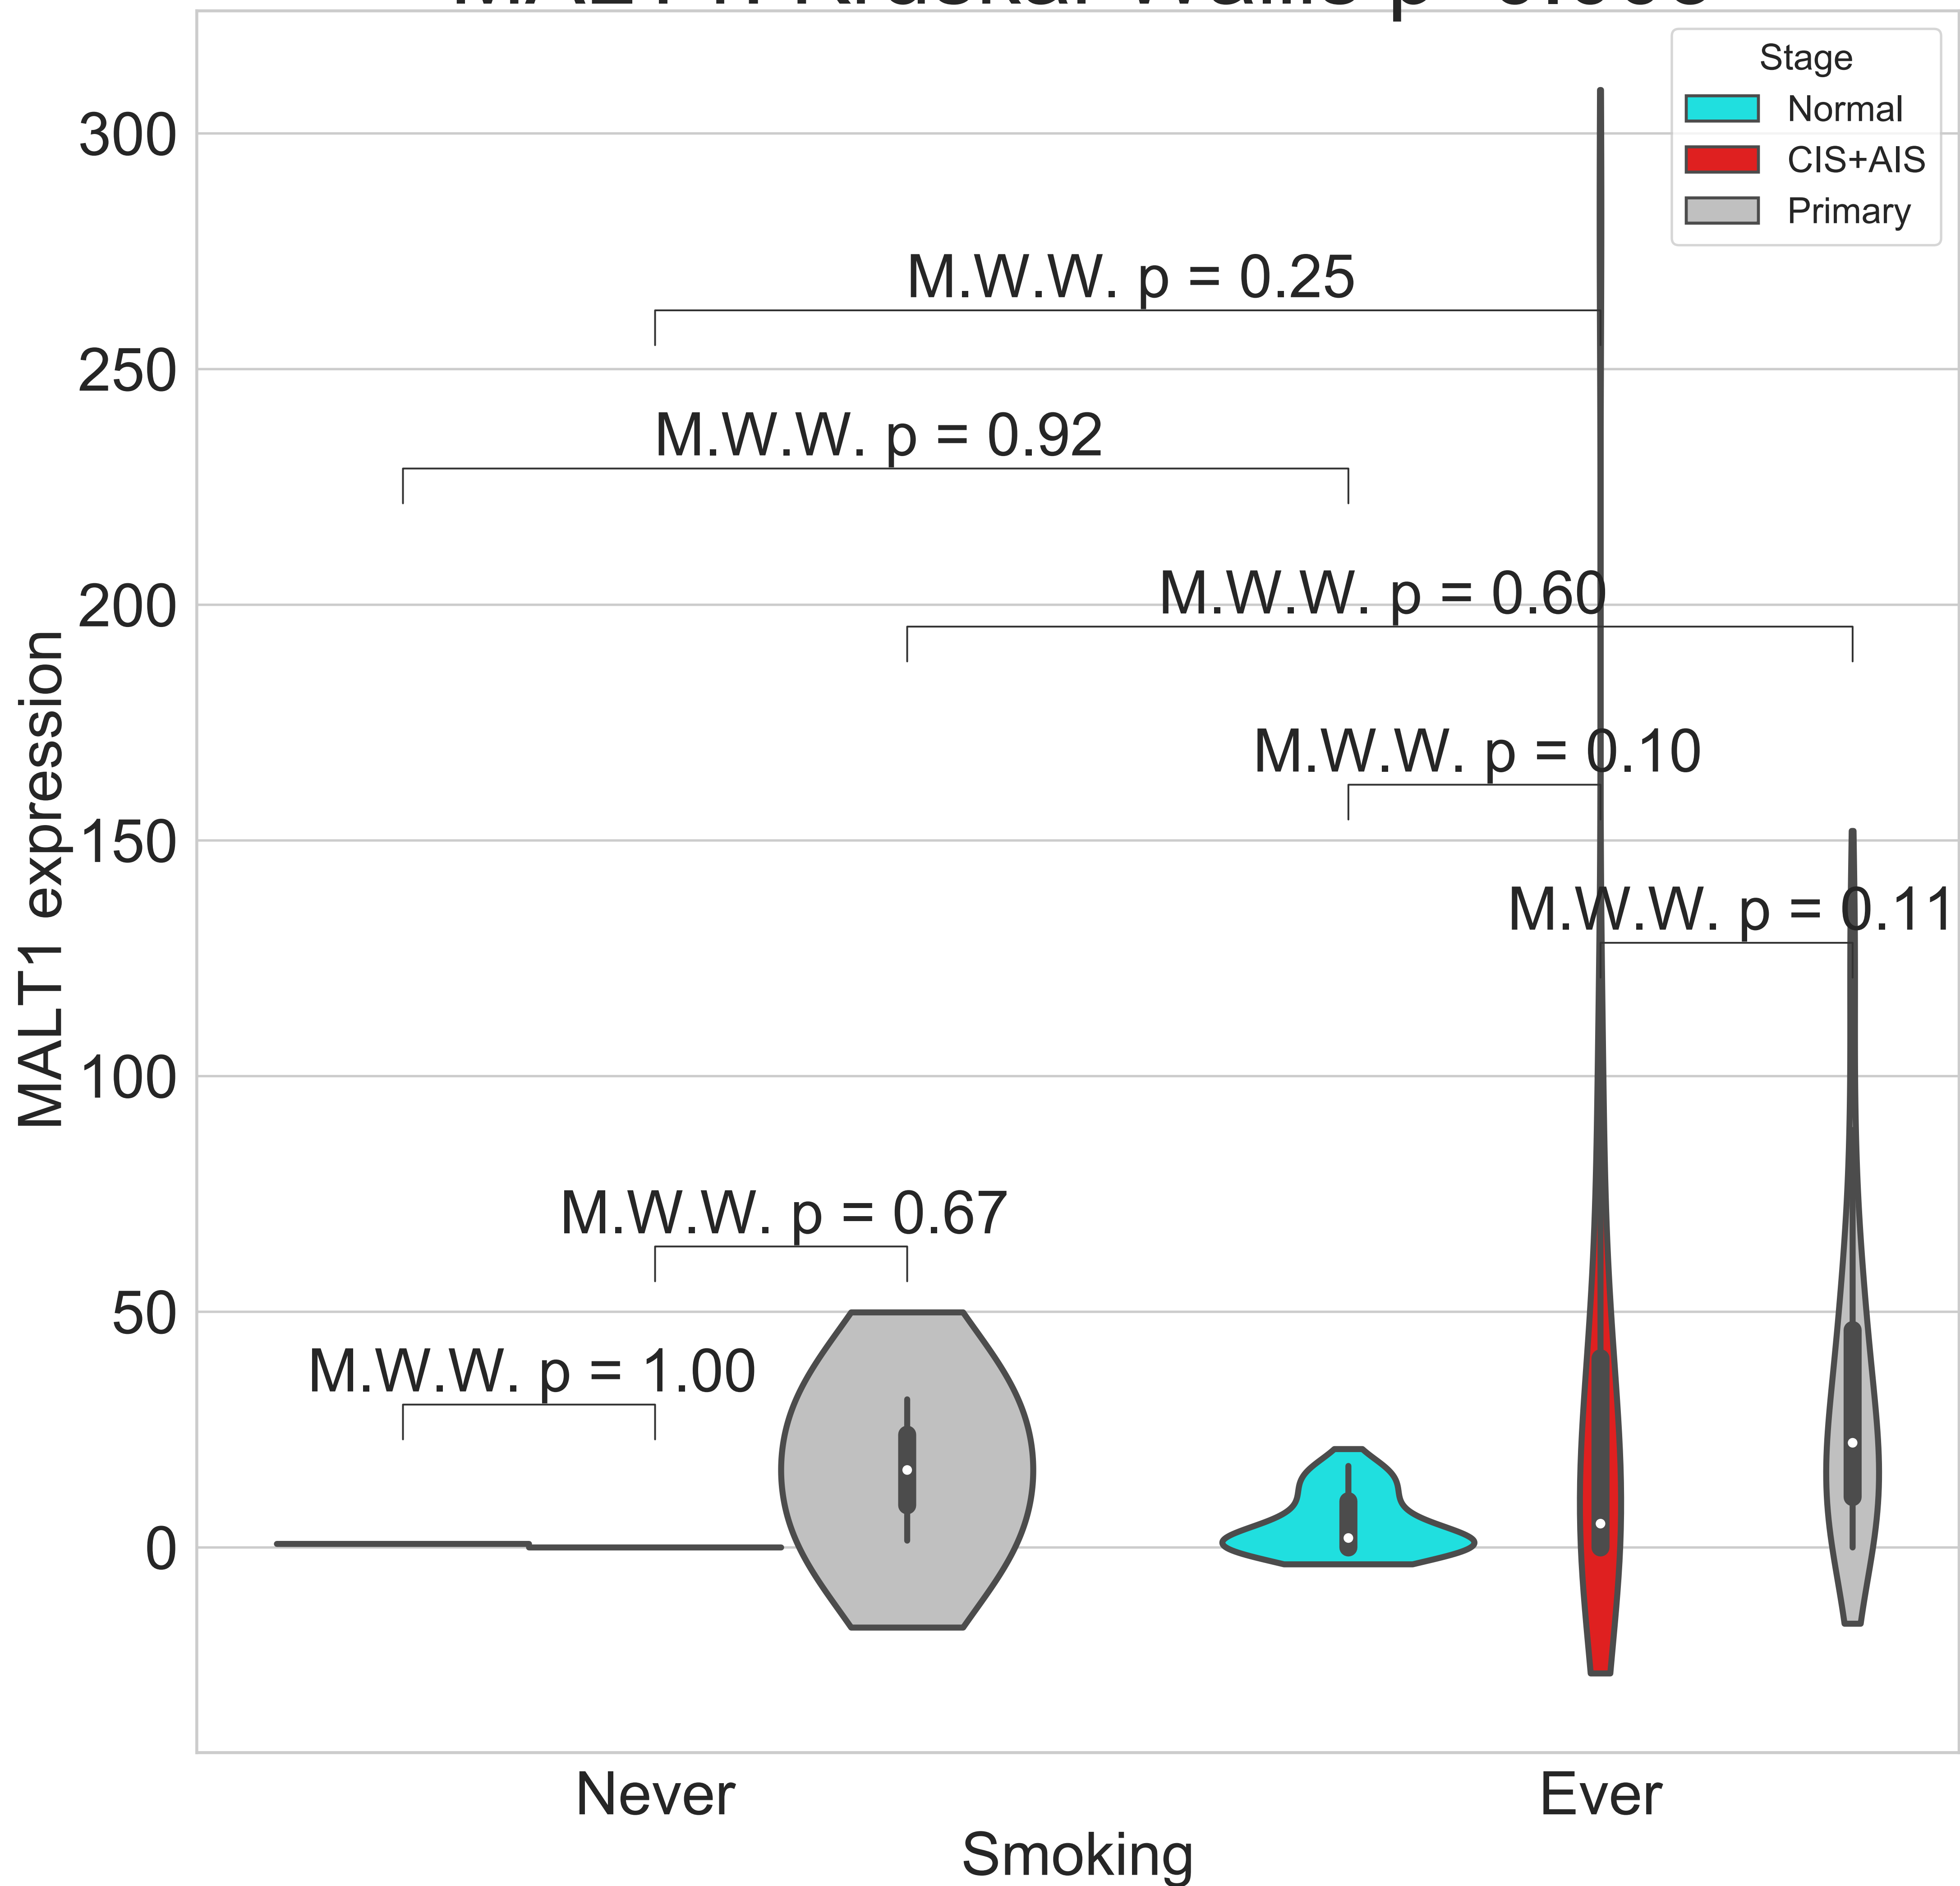 Stage
Normal
CIS+AIS
Primary
300
250
200
150
100
50
0
MALT1 expression
M.W.W. p = 0.25
M.W.W. p = 0.92
M.W.W. p = 0.60
M.W.W. p = 0.10
M.W.W. p = 0.11
M.W.W. p = 0.67
M.W.W. p = 1.00
Never
Ever
Smoking